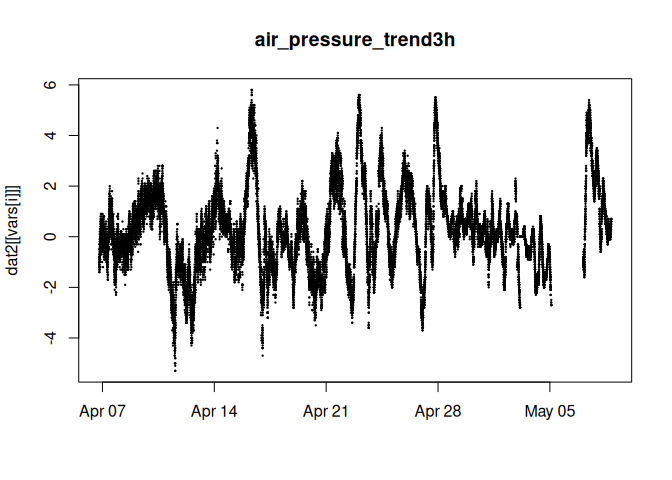 air_pressure_trend3h
dat2[[vars[i]]]
6
4
2
0
-2
-4
Apr 07
Apr 14
Apr 21
Apr 28
May 05